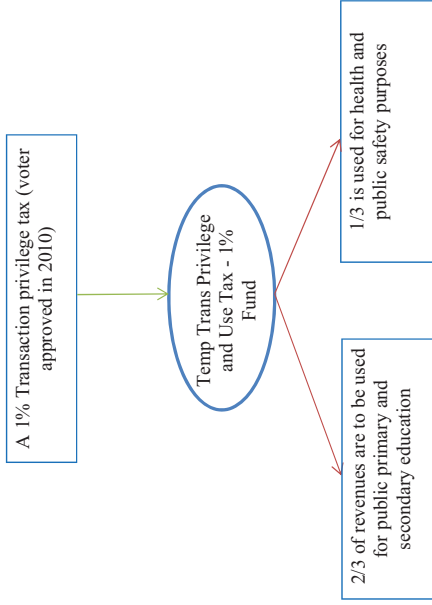 A 1% Transaction privilege tax (voter
approved in 2010)
Temp Trans Privilege
and Use Tax - 1%
Fund
2/3 of revenues are to be used
for public primary and
secondary education
1/3 is used for health and
public safety purposes